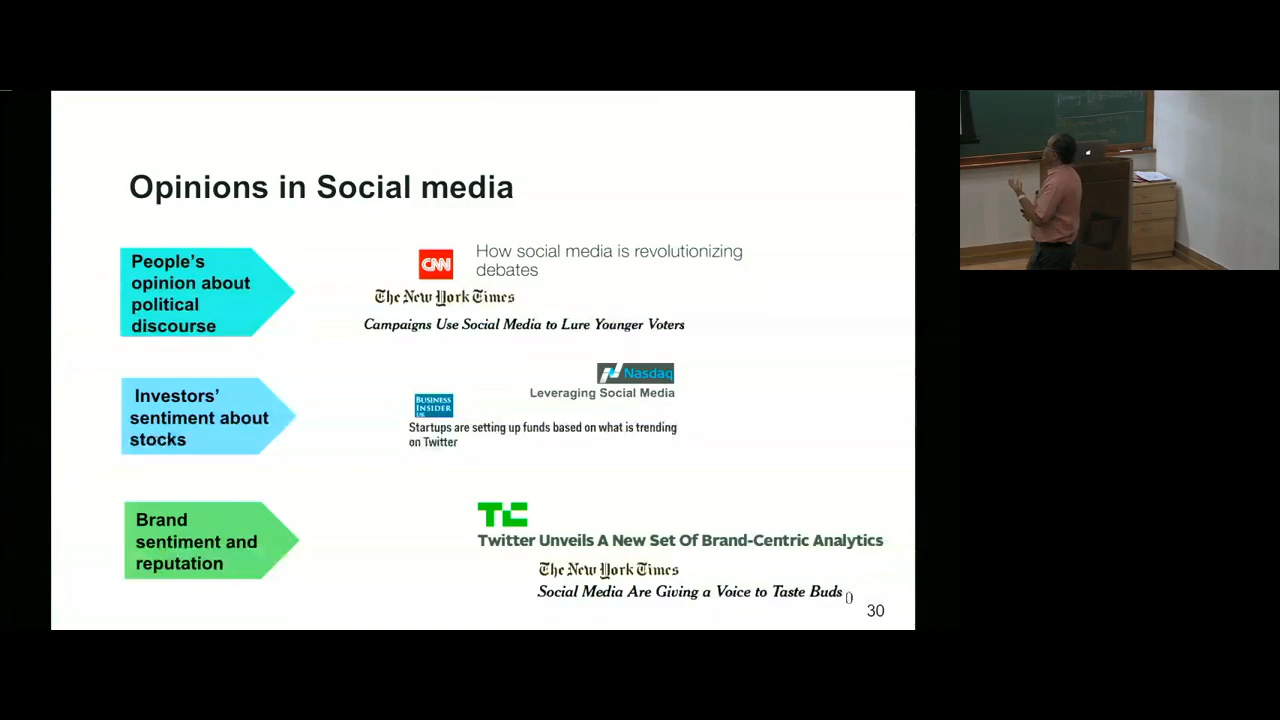 Opinions in Social media
People's
opinion about
political
discourse
CNN
How social media is revolutionizing
debates
The New York Times
Campaigns Use Social Media to Lure Younger Voters
Investors'
sentiment about
stocks
Nasdaq
Leveraging Social Media
BUSINESS
INSIDER
UK
Startups are setting up funds based on what is trending
on Twitter
Brand
sentiment and
reputation
TC
Twitter Unveils A New Set Of Brand-Centric Analytics
The New York Times
Social Media Are Giving a Voice to Taste Buds
0
30